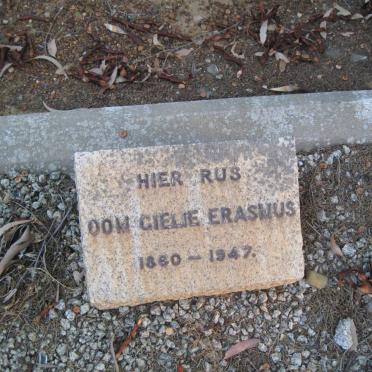 HIER RUS
OOM GIELIE ERASMUS
1860 – 1947.